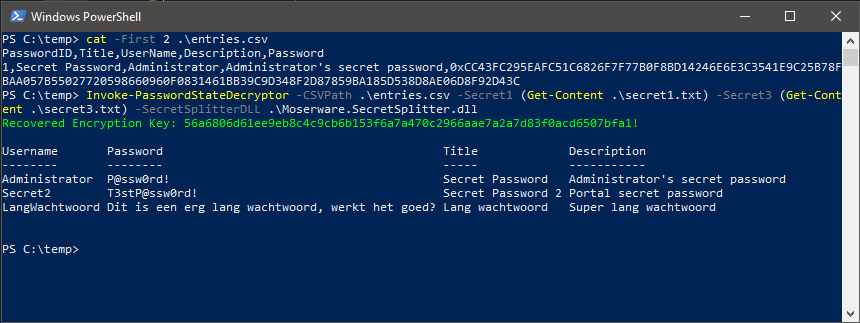 Windows PowerShell
PS C:\temp> cat -First 2 .\entries.csv
PasswordID,Title,UserName,Description,Password
1,Secret Password,Administrator,Administrator's secret password,0xCC43FC295EAFC51C6826F7F77B0F8BD14246E6E3C3541E9C25B78F
BAA057B55027720598660960F0831461BB39C9D348F2D87859BA185D538D8AE06D8F92D43C
PS C:\temp> Invoke-PasswordStateDecryptor -CSVPath .\entries.csv -Secret1 (Get-Content .\secret1.txt) -Secret3 (Get-Cont
ent .\secret3.txt) -SecretSplitterDLL .\Moserware.SecretSplitter.dll
Recovered Encryption Key: 56a6806d61ee9eb8c4c9cb6b153f6a7a470c2966aae7a2a7d83f0acd6507bfa1!
Username Password Title Description
-------- -------- ----- -----------
Administrator P@ssw0rd! Secret Password Administrator's secret password
Secret2 T3stP@ssw0rd! Secret Password 2 Portal secret password
LangWachtwoord Dit is een erg lang wachtwoord, werkt het goed? Lang wachtwoord Super lang wachtwoord
PS C:\temp>